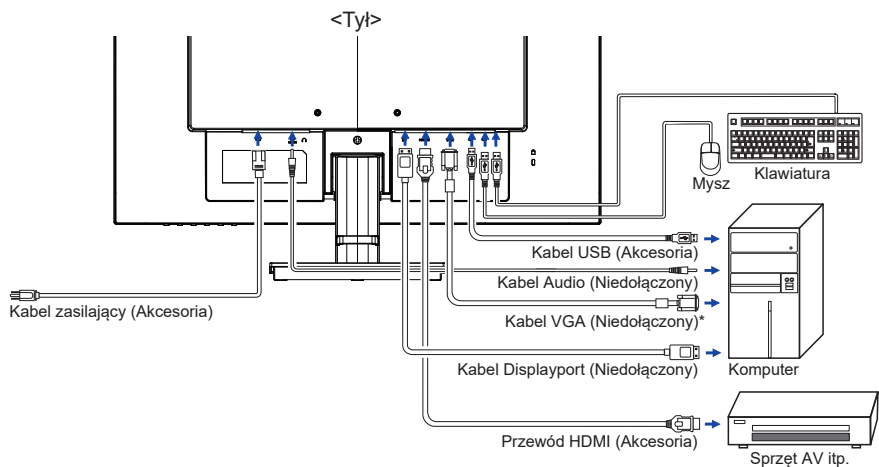 <Tył>
Mysz
Klawiatura
Kabel USB (Akcesoria)
Kabel Audio (Niedołączony)
Kabel zasilający (Akcesoria)
Kabel VGA (Niedołączony)*
Kabel Displayport (Niedołączony)
Komputer
Przewód HDMI (Akcesoria)
Sprzęt AV itp.